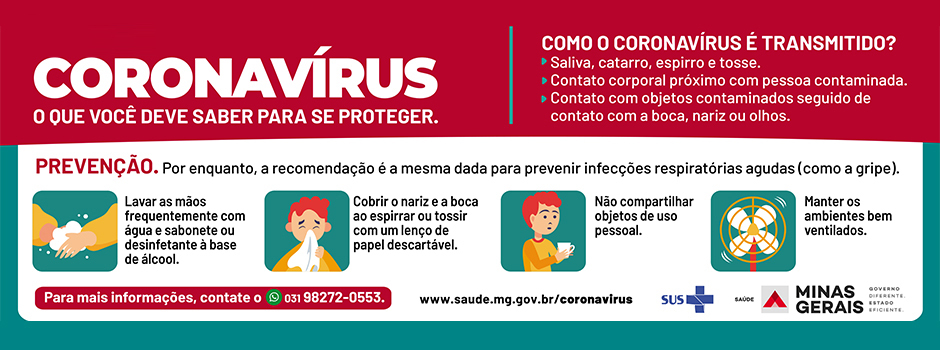 CORONAVÍRUS
O QUE VOCÊ DEVE SABER PARA SE PROTEGER.
COMO O CORONAVÍRUS É TRANSMITIDO?
Saliva, catarro, espirro e tosse.
Contato corporal próximo com pessoa contaminada.
Contato com objetos contaminados seguido de
contato com a boca, nariz ou olhos.
PREVENÇÃO. Por enquanto, a recomendação é a mesma dada para prevenir infecções respiratórias agudas (como a gripe).
Lavar as mãos
frequentemente com
água e sabonete ou
desinfetante à base
de álcool.
Cobrir o nariz e a boca
ao espirrar ou tossir
com um lenço de
papel descartável.
Não compartilhar
objetos de uso
pessoal.
Manter os
ambientes bem
ventilados.
Para mais informações, contate o 031 98272-0553.
www.saude.mg.gov.br/coronavirus
SUS
SAÚDE
MINAS
GERAIS
GOVERNO
DIFERENTE.
ESTADO
EFICIENTE.